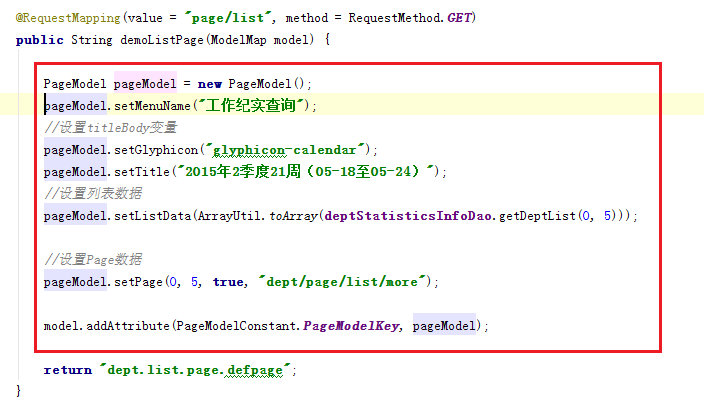 @RequestMapping(value = "page/list", method = RequestMethod.GET)
public String demoListPage(ModelMap model) {
PageModel pageModel = new PageModel();
pageModel.setMenuName("工作纪实查询");
//设置titleBody变量
pageModel.setGlyphicon("glyphicon-calendar");
pageModel.setTitle("2015年2季度21周（05-18至05-24）");
//设置列表数据
pageModel.setListData(ArrayUtil.toArray(deptStatisticsInfoDao.getDeptList(0, 5)));
//设置Page数据
pageModel.setPage(0, 5, true, "dept/page/list/more");
model.addAttribute(PageModelConstant.PageModelKey, pageModel);
return "dept.list.page.defpage";
}